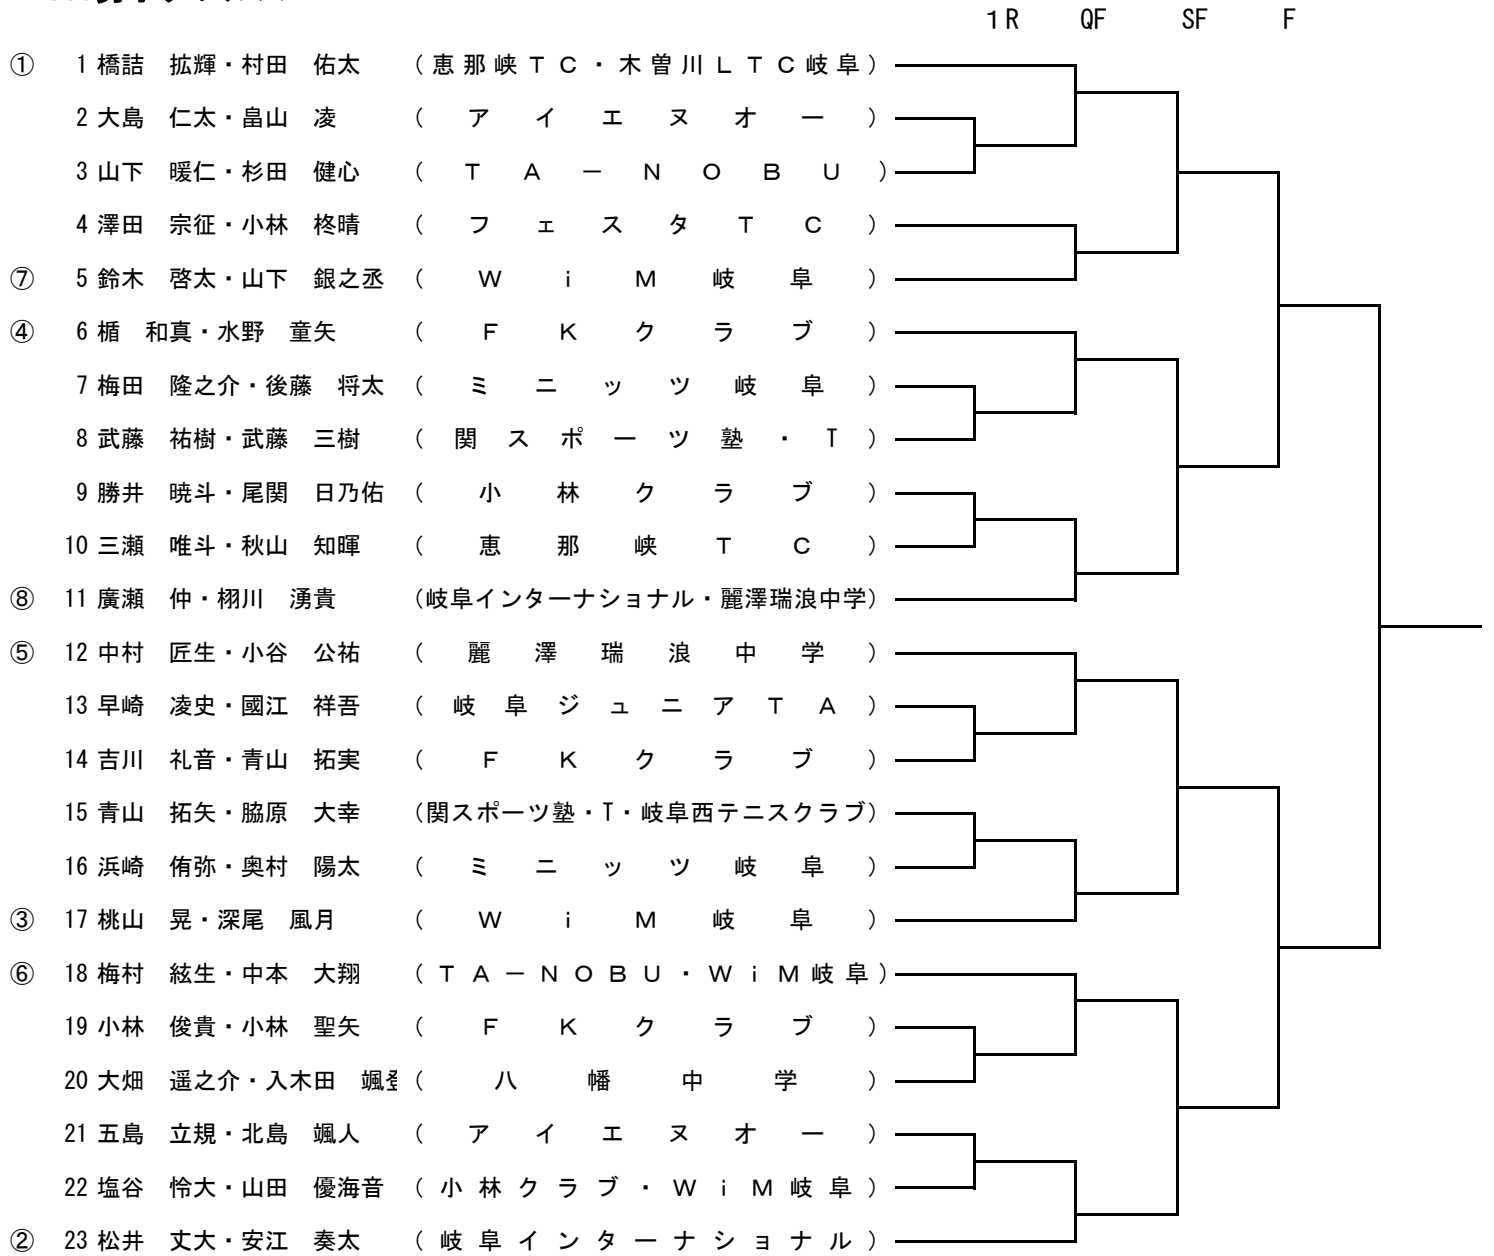 1R QF SF F
① 1 橋詰 拡輝・村田 佑太 (恵那峡TC・木曽川LTC岐阜)
2 大島 仁太・畠山 凌 (アイエヌオー)
3 山下 暖仁・杉田 健心 (TA－NOBU)
4 澤田 宗征・小林 柊晴 (フェスタTC)
⑦ 5 鈴木 啓太・山下 銀之丞 (WiM岐阜)
④ 6 楯 和真・水野 童矢 (FKクラブ)
7 梅田 隆之介・後藤 将太 (ミニッツ岐阜)
8 武藤 祐樹・武藤 三樹 (関スポーツ塾・T)
9 勝井 暁斗・尾関 日乃佑 (小林クラブ)
10 三瀬 唯斗・秋山 知暉 (恵那峡TC)
⑧ 11 廣瀬 仲・栩川 湧貴 (岐阜インターナショナル・麗澤瑞浪中学)
⑤ 12 中村 匠生・小谷 公祐 (麗澤瑞浪中学)
13 早崎 凌史・國江 祥吾 (岐阜ジュニアTA)
14 吉川 礼音・青山 拓実 (FKクラブ)
15 青山 拓矢・脇原 大幸 (関スポーツ塾・T・岐阜西テニスクラブ)
16 浜崎 侑弥・奥村 陽太 (ミニッツ岐阜)
③ 17 桃山 晃・深尾 風月 (WiM岐阜)
⑥ 18 梅村 絃生・中本 大翔 (TA－NOBU・WiM岐阜)
19 小林 俊貴・小林 聖矢 (FKクラブ)
20 大畑 遥之介・入木田 颯 (八幡中学)
21 五島 立規・北島 颯人 (アイエヌオー)
22 塩谷 怜大・山田 優海音 (小林クラブ・WiM岐阜)
② 23 松井 丈大・安江 奏太 (岐阜インターナショナル)